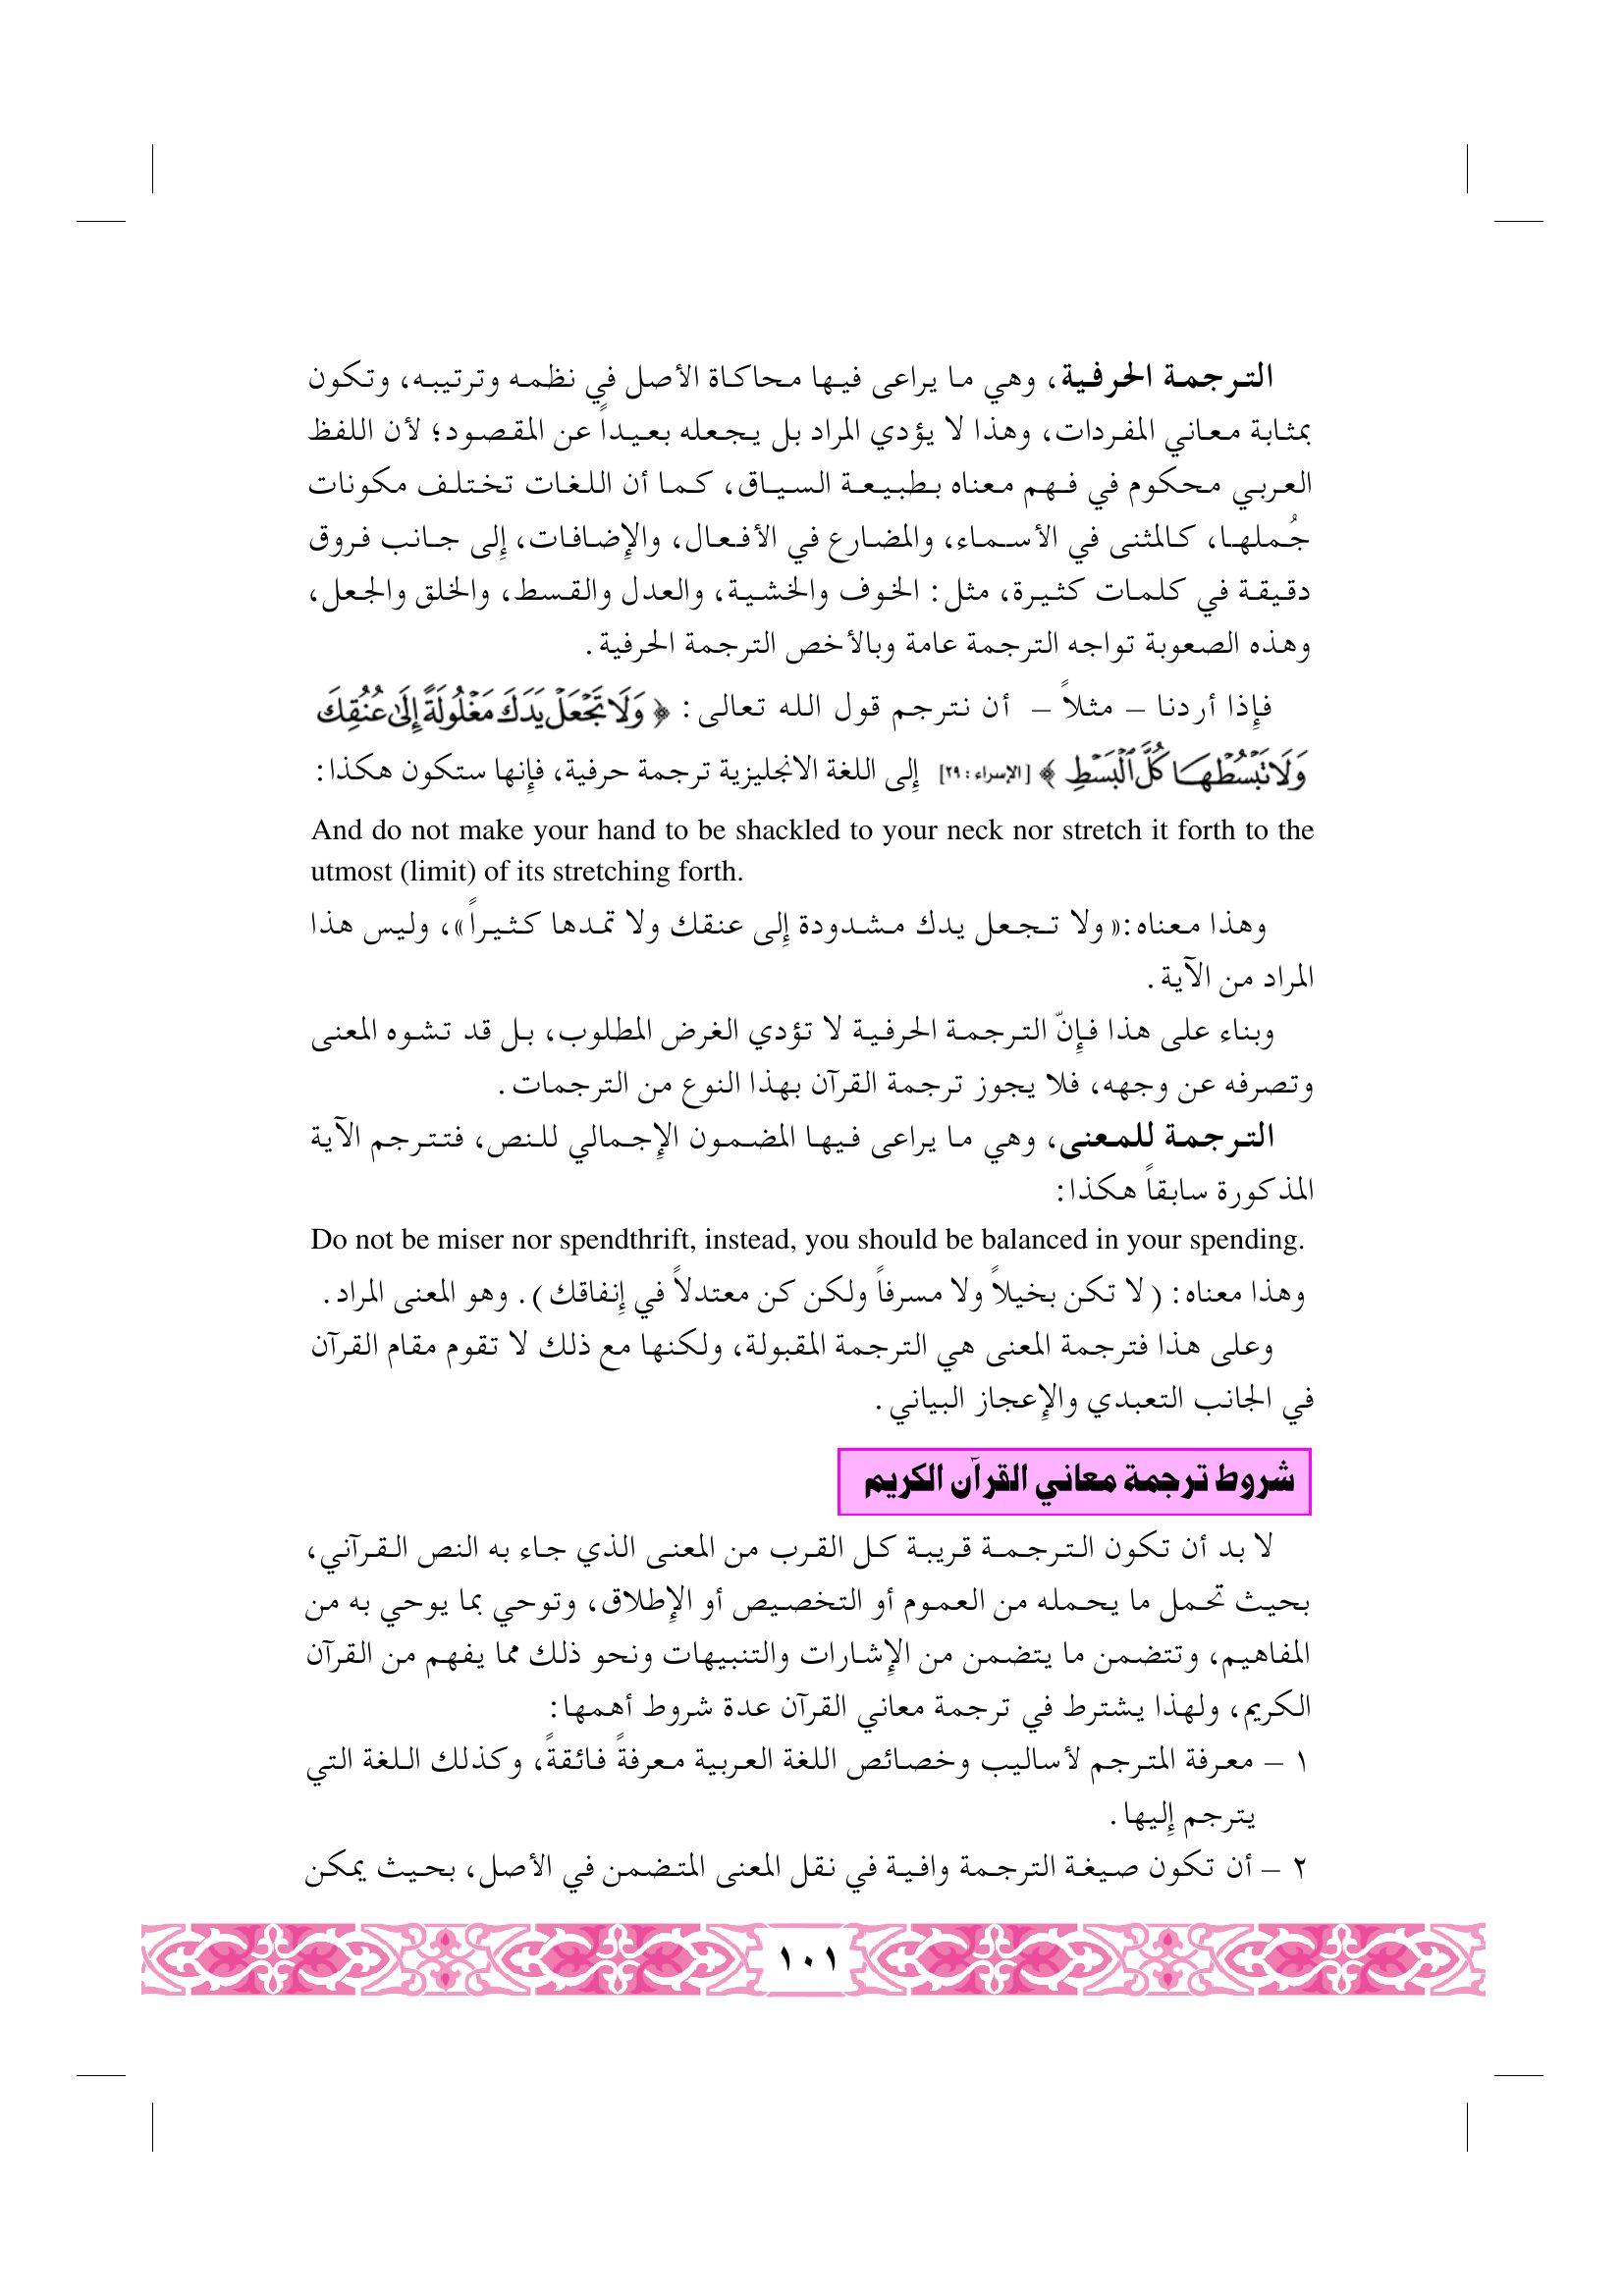 الترجمة الحرفية، وهي ما يراعى فيها محاكاة الأصل في نظمه وترتيبه، وتكون
بمثابة معاني المفردات، وهذا لا يؤدي المراد بل يجعله بعيداً عن المقصود؛ لأن اللفظ
العربي محكوم في فهم معناه بطبيعة السياق، كما أن اللغات تختلف مكونات
جُملها، كالمثنى في الأسماء، والمضارع في الأفعال، والإضافات، إلى جانب فروق
دقيقة في كلمات كثيرة، مثل: الخوف والخشية، والعدل والقسط، والخلق والجعل،
وهذه الصعوبة تواجه الترجمة عامة وبالأخص الترجمة الحرفية.
فإذا أردنا – مثلاً – أن نترجم قول الله تعالى: ﴿ وَلَا تَجْعَلْ يَدَكَ مَغْلُولَةً إِلَىٰ عُنُقِكَ
وَلَا تَبْسُطْهَا كُلَّ ٱلْبَسْطِ ﴾ [الإسراء: ٢٩] إلى اللغة الانجليزية ترجمة حرفية، فإنها ستكون هكذا:
And do not make your hand to be shackled to your neck nor stretch it forth to the
utmost (limit) of its stretching forth.
وهذا معناه: «ولا تجعل يدك مشدودة إلى عنقك ولا تمدها كثيراً»، وليس هذا
المراد من الآية.
وبناء على هذا فإنّ الترجمة الحرفية لا تؤدي الغرض المطلوب، بل قد تشوه المعنى
وتصرفه عن وجهه، فلا يجوز ترجمة القرآن بهذا النوع من الترجمات.
الترجمة للمعنى، وهي ما يراعى فيها المضمون الإجمالي للنص، فتترجم الآية
المذكورة سابقاً هكذا:
Do not be miser nor spendthrift, instead, you should be balanced in your spending.
وهذا معناه: (لا تكن بخيلاً ولا مسرفاً ولكن كن معتدلاً في إنفاقك). وهو المعنى المراد.
وعلى هذا فترجمة المعنى هي الترجمة المقبولة، ولكنها مع ذلك لا تقوم مقام القرآن
في الجانب التعبدي والإعجاز البياني.
شروط ترجمة معاني القرآن الكريم
لا بد أن تكون الترجمة قريبة كل القرب من المعنى الذي جاء به النص القرآني،
بحيث تحمل ما يحمله من العموم أو التخصيص أو الإطلاق، وتوحي بما يوحي به من
المفاهيم، وتتضمن ما يتضمن من الإشارات والتنبيهات ونحو ذلك مما يفهم من القرآن
الكريم، ولهذا يشترط في ترجمة معاني القرآن عدة شروط أهمها:
١ – معرفة المترجم لأساليب وخصائص اللغة العربية معرفةً فائقةً، وكذلك اللغة التي
يترجم إليها.
٢ – أن تكون صيغة الترجمة وافية في نقل المعنى المتضمن في الأصل، بحيث يمكن
١٠١